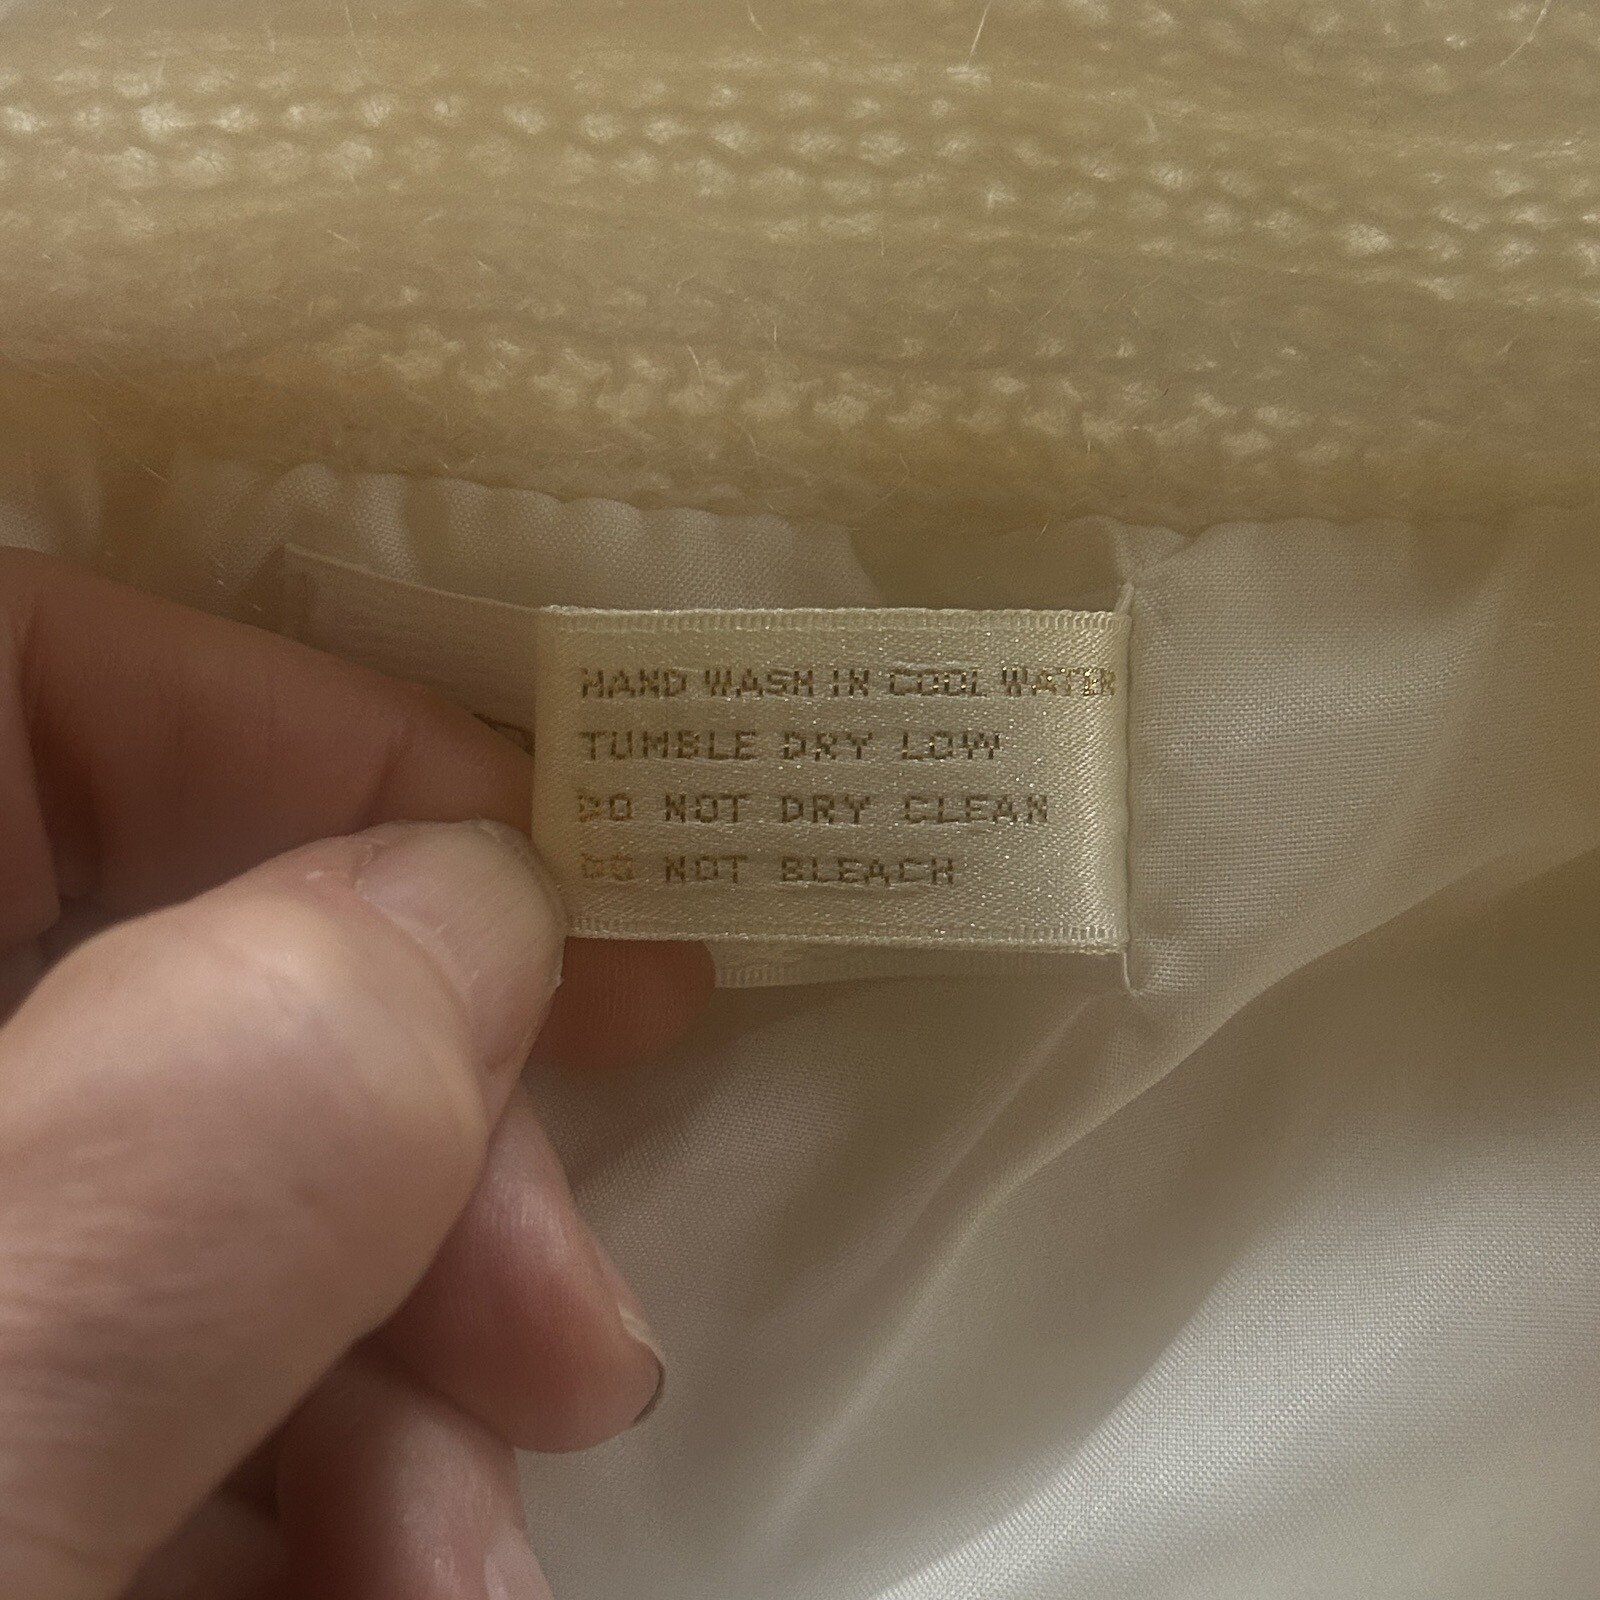 HAND WASH IN COOL WATER
TUMBLE DRY LOW
DO NOT DRY CLEAN
DO NOT BLEACH